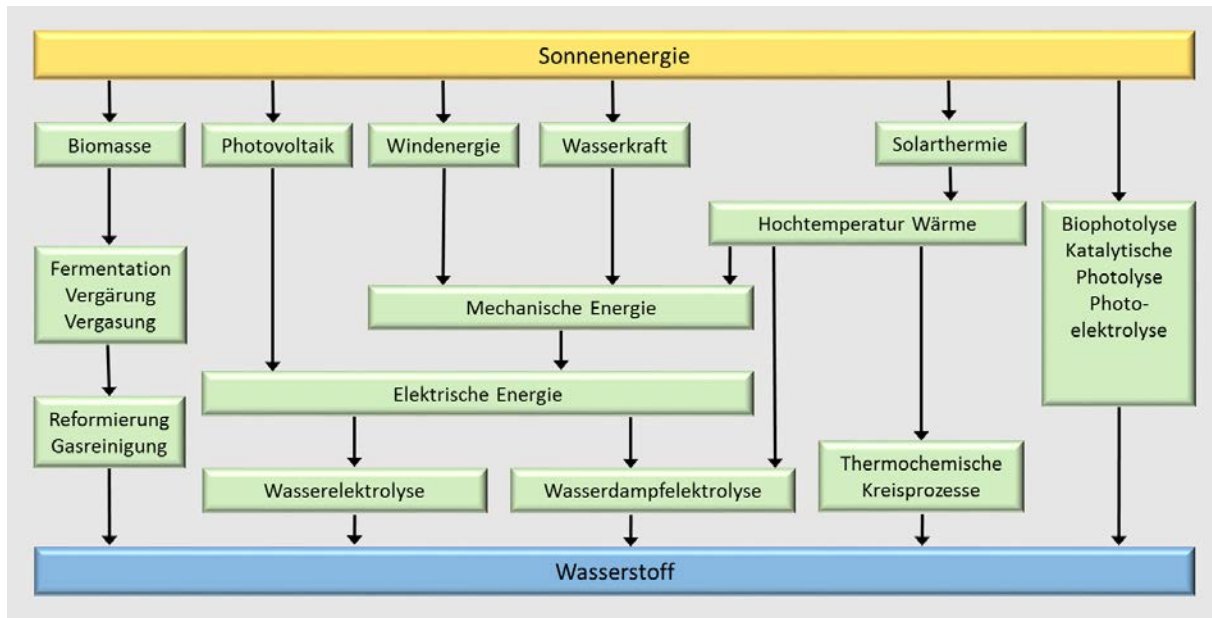 Sonnenenergie
Biomasse
Photovoltaik
Windenergie
Wasserkraft
Solarthermie
Hochtemperatur Wärme
Biophotolyse
Katalytische
Photolyse
Photo-
elektrolyse
Fermentation
Vergärung
Vergasung
Mechanische Energie
Elektrische Energie
Reformierung
Gasreinigung
Wasserelektrolyse
Wasserdampfelektrolyse
Thermochemische
Kreisprozesse
Wasserstoff